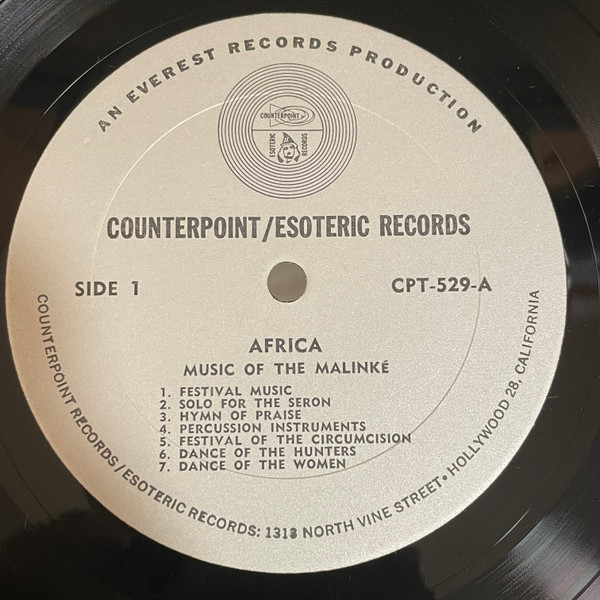 AN EVEREST RECORDS PRODUCTION
COUNTERPOINT
ESOTERIC
RECORDS
COUNTERPOINT/ESOTERIC RECORDS
SIDE 1
CPT-529-A
AFRICA
MUSIC OF THE MALINKÉ
1. FESTIVAL MUSIC
2. SOLO FOR THE SERON
3. HYMN OF PRAISE
4. PERCUSSION INSTRUMENTS
5. FESTIVAL OF THE CIRCUMCISION
6. DANCE OF THE HUNTERS
7. DANCE OF THE WOMEN
COUNTERPOINT RECORDS/ESOTERIC RECORDS: 1313 NORTH VINE STREET• HOLLYWOOD 28, CALIFORNIA